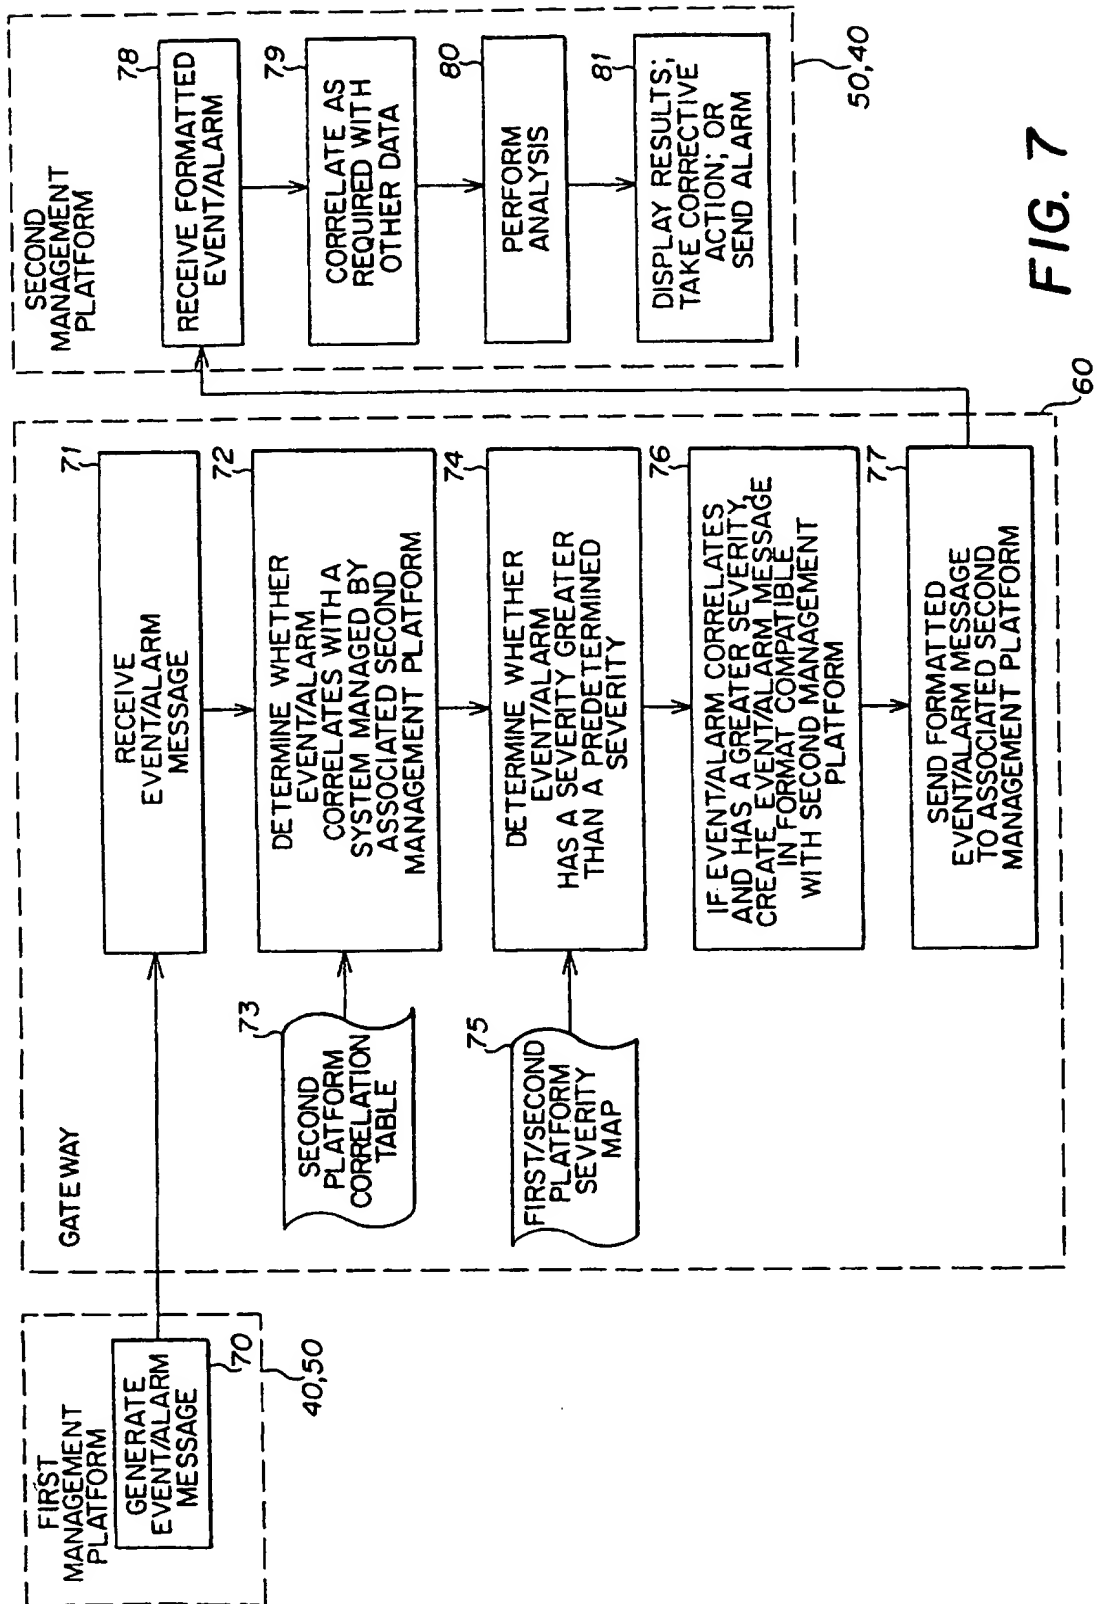 FIRST
MANAGEMENT
PLATFORM
GENERATE
EVENT/ALARM
MESSAGE
70
40,50
GATEWAY
71
RECEIVE
EVENT/ALARM
MESSAGE
72
DETERMINE WHETHER
EVENT/ALARM
CORRELATES WITH A
SYSTEM MANAGED BY
ASSOCIATED SECOND
MANAGEMENT PLATFORM
73
SECOND
PLATFORM
CORRELATION
TABLE
74
DETERMINE WHETHER
EVENT/ALARM
HAS A SEVERITY GREATER
THAN A PREDETERMINED
SEVERITY
75
FIRST/SECOND
PLATFORM
SEVERITY
MAP
76
IF EVENT/ALARM CORRELATES
AND HAS A GREATER SEVERITY,
CREATE EVENT/ALARM MESSAGE
IN FORMAT COMPATIBLE
WITH SECOND MANAGEMENT
PLATFORM
77
SEND FORMATTED
EVENT/ALARM MESSAGE
TO ASSOCIATED SECOND
MANAGEMENT PLATFORM
60
SECOND
MANAGEMENT
PLATFORM
78
RECEIVE FORMATTED
EVENT/ALARM
79
CORRELATE AS
REQUIRED WITH
OTHER DATA
80
PERFORM
ANALYSIS
81
DISPLAY RESULTS;
TAKE CORRECTIVE
ACTION; OR
SEND ALARM
50,40
FIG. 7